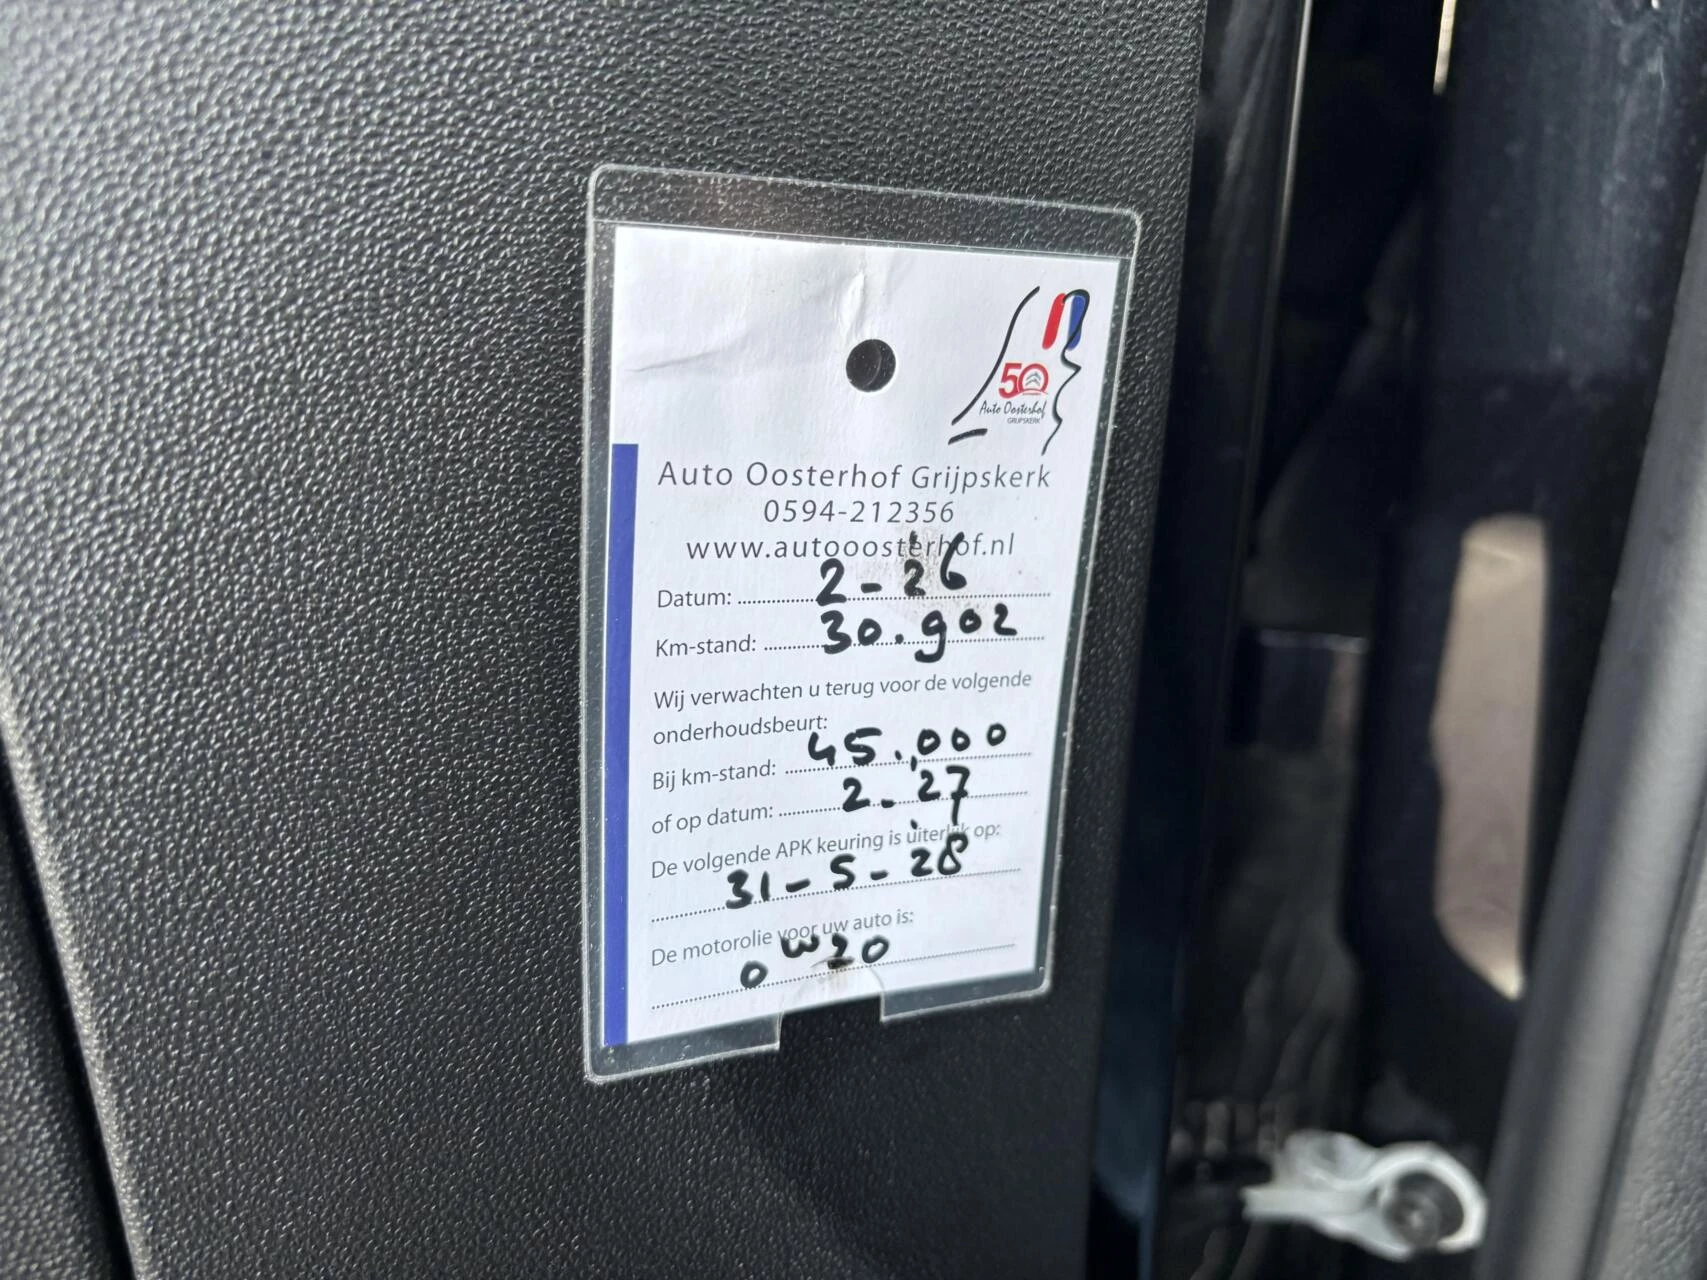 50
Auto Oosterhof
GRIJPSKERK
Auto Oosterhof Grijpskerk
0594-212356
www.autooosterhof.nl
Datum: 2-26
Km-stand: 30.902
Wij verwachten u terug voor de volgende
onderhoudsbeurt:
Bij km-stand: 45.000
of op datum: 2-27
De volgende APK keuring is uiterlijk op:
31-5-28
De motorolie voor uw auto is:
0W20